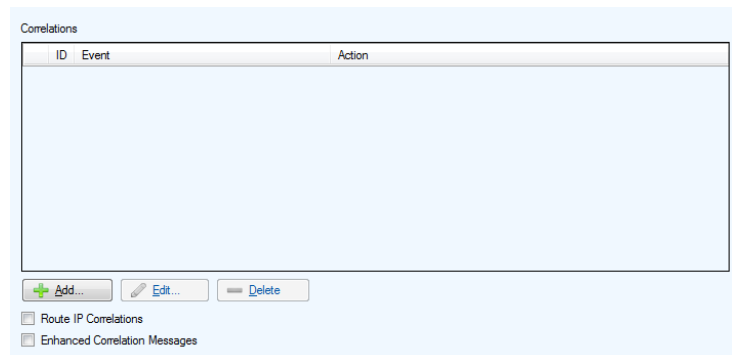 Correlations
ID Event Action
Add... Edit... Delete
Route IP Correlations
Enhanced Correlation Messages